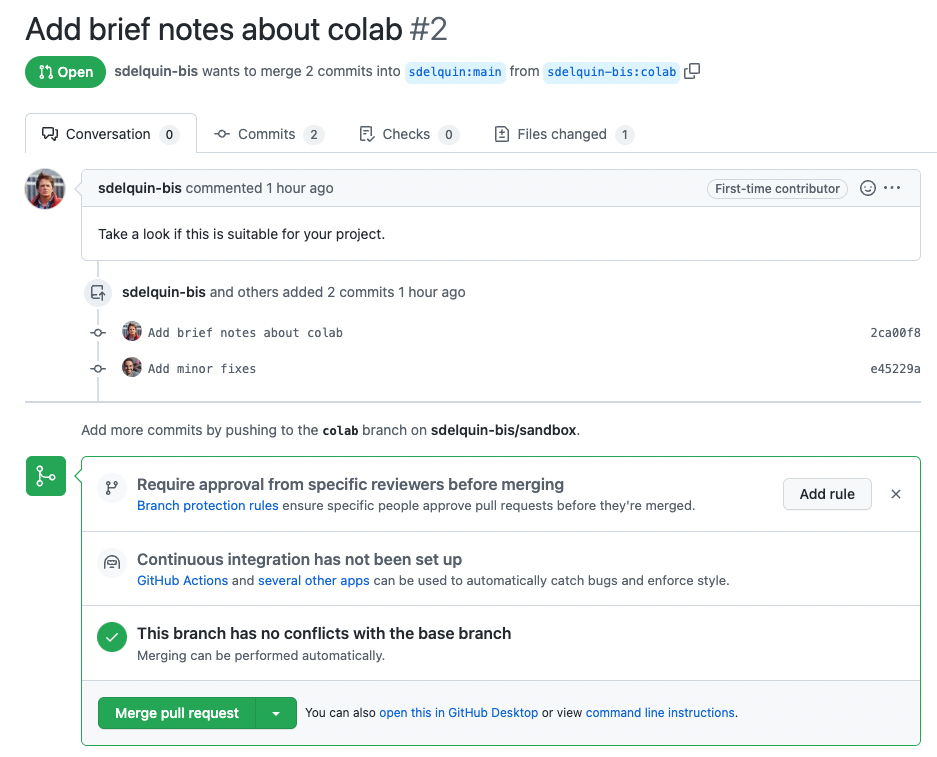 Add brief notes about colab #2
Open sdelquin-bis wants to merge 2 commits into sdelquin:main from sdelquin-bis:colab
Conversation 0 Commits 2 Checks 0 Files changed 1
sdelquin-bis commented 1 hour ago First-time contributor
Take a look if this is suitable for your project.
sdelquin-bis and others added 2 commits 1 hour ago
Add brief notes about colab 2ca00f8
Add minor fixes e45229a
Add more commits by pushing to the colab branch on sdelquin-bis/sandbox.
Require approval from specific reviewers before merging
Branch protection rules ensure specific people approve pull requests before they're merged.
Add rule
Continuous integration has not been set up
GitHub Actions and several other apps can be used to automatically catch bugs and enforce style.
This branch has no conflicts with the base branch
Merging can be performed automatically.
Merge pull request You can also open this in GitHub Desktop or view command line instructions.